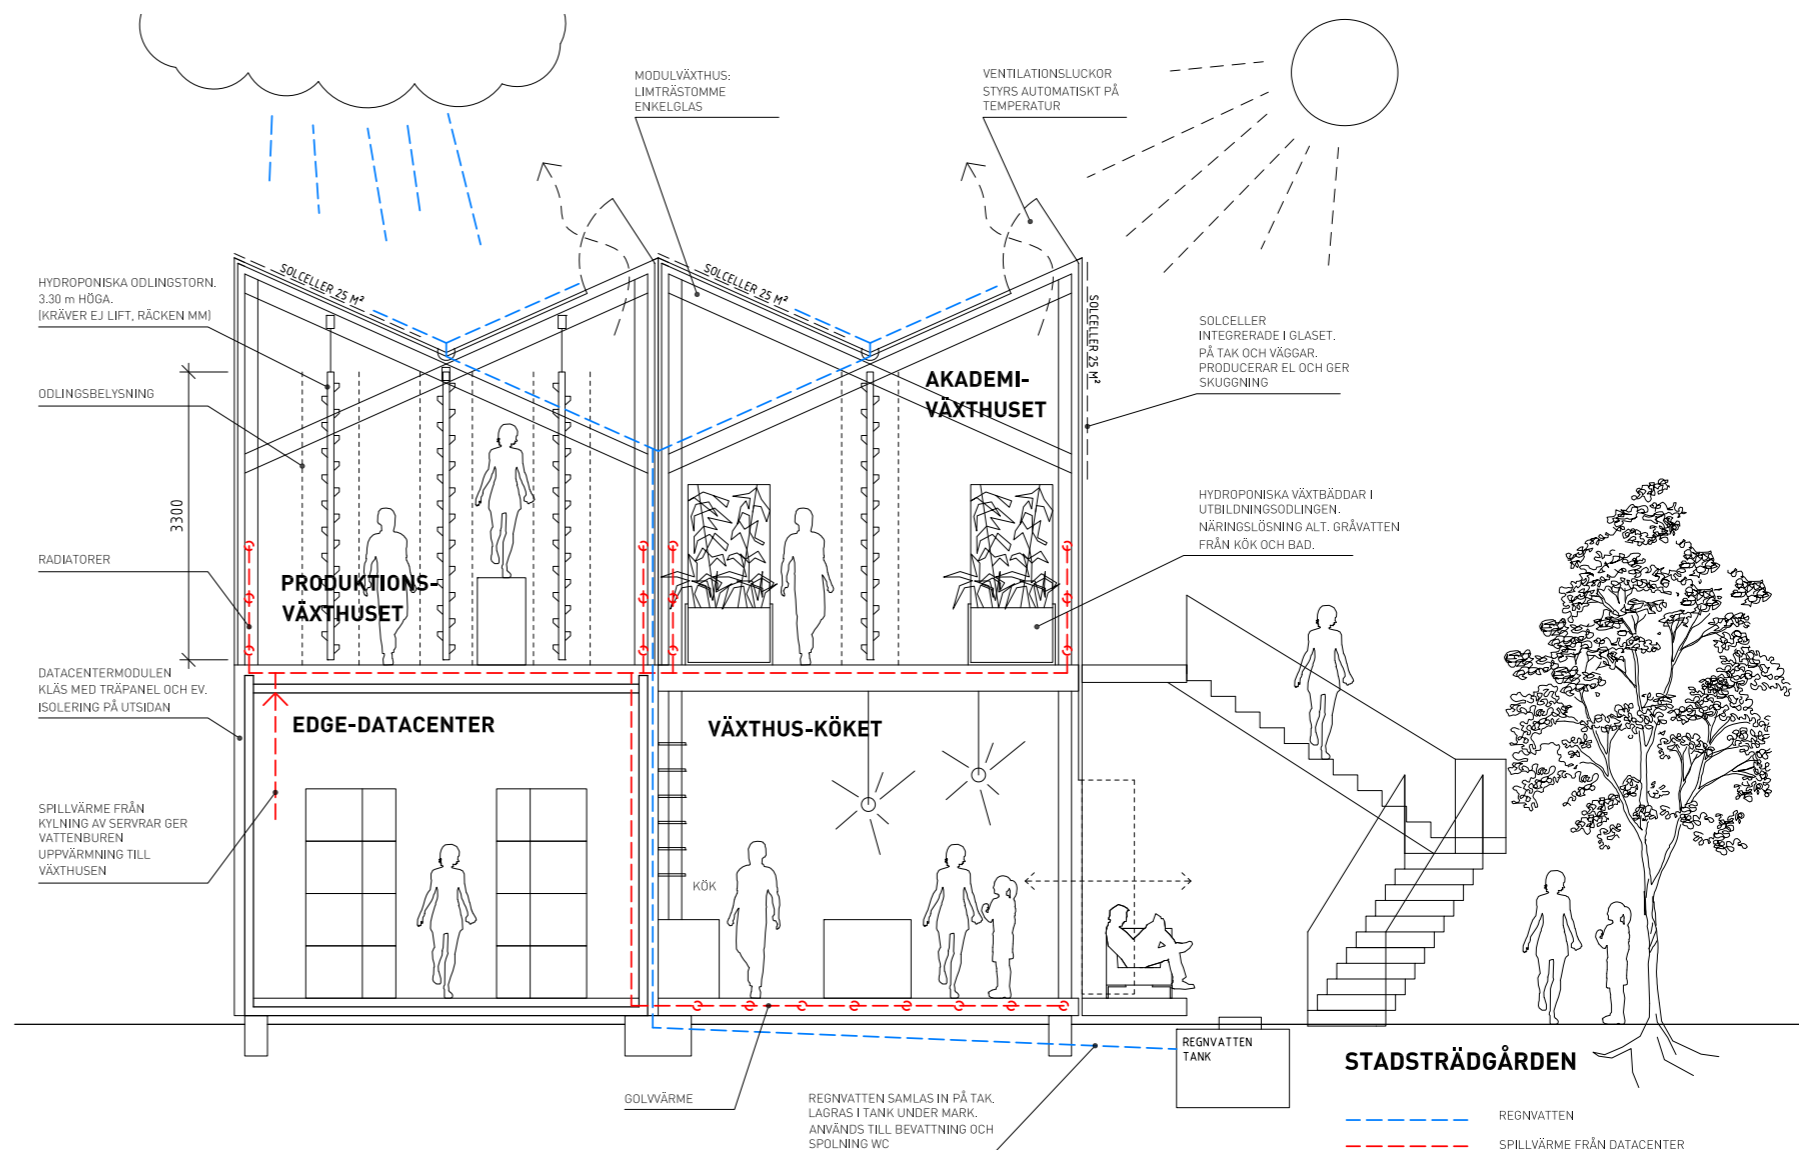 MODULVÄXTHUS:
LIMTRÄSTOMME
ENKELGLAS
VENTILATIONSLUCKOR
STYRS AUTOMATISKT PÅ
TEMPERATUR
HYDROPONISKA ODLINGSTORN.
3.30 m HÖGA.
(KRÄVER EJ LIFT, RÄCKEN MM)
SOLCELLER 25 M²
SOLCELLER 25 M²
SOLCELLER 25 M²
SOLCELLER
INTEGRERADE I GLASET.
PÅ TAK OCH VÄGGAR.
PRODUCERAR EL OCH GER
SKUGGNING
ODLINGSBELYSNING
AKADEMI-
VÄXTHUSET
3300
HYDROPONISKA VÄXTBÄDDAR I
UTBILDNINGSODLINGEN.
NÄRINGSLÖSNING ALT. GRÅVATTEN
FRÅN KÖK OCH BAD.
RADIATORER
PRODUKTIONS-
VÄXTHUSET
DATACENTERMODULEN
KLÄS MED TRÄPANEL OCH EV.
ISOLERING PÅ UTSIDAN
EDGE-DATACENTER
VÄXTHUS-KÖKET
SPILLVÄRME FRÅN
KYLNING AV SERVRAR GER
VATTENBUREN
UPPVÄRMNING TILL
VÄXTHUSEN
KÖK
REGNVATTEN
TANK
STADSTRÄDGÅRDEN
GOLVVÄRME
REGNVATTEN SAMLAS IN PÅ TAK.
LAGRAS I TANK UNDER MARK.
ANVÄNDS TILL BEVATTNING OCH
SPOLNING WC
REGNVATTEN
SPILLVÄRME FRÅN DATACENTER